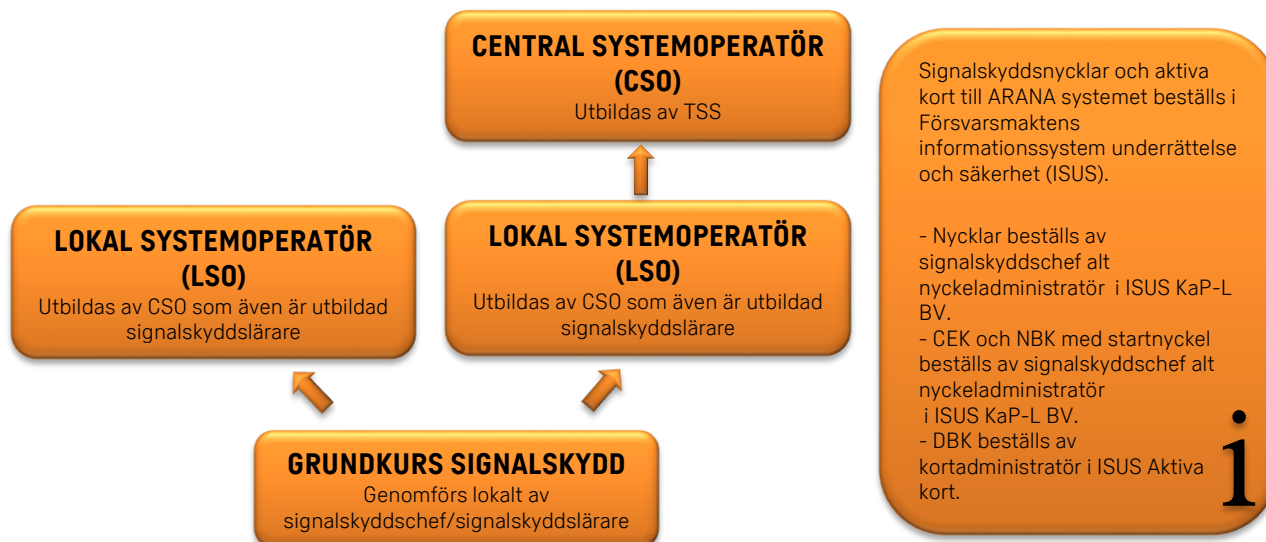 CENTRAL SYSTEMOPERATÖR
(CSO)
Utbildas av TSS
LOKAL SYSTEMOPERATÖR
(LSO)
Utbildas av CSO som även är utbildad
signalskyddslärare
LOKAL SYSTEMOPERATÖR
(LSO)
Utbildas av CSO som även är utbildad
signalskyddslärare
GRUNDKURS SIGNALSKYDD
Genomförs lokalt av
signalskyddschef/signalskyddslärare
Signalskyddsnycklar och aktiva
kort till ARANA systemet beställs i
Försvarsmaktens
informationssystem underrättelse
och säkerhet (ISUS).
- Nycklar beställs av
signalskyddschef alt
nyckeladministratör i ISUS KaP-L
BV.
- CEK och NBK med startnyckel
beställs av signalskyddschef alt
nyckeladministratör
i ISUS KaP-L BV.
- DBK beställs av
kortadministratör i ISUS Aktiva
kort.
i